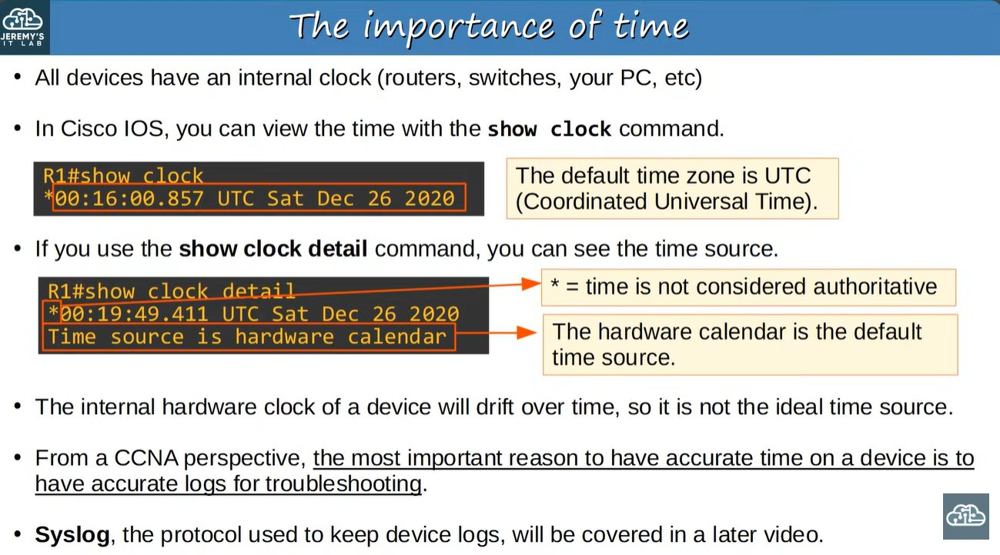 JEREMY'S
IT LAB
The importance of time
• All devices have an internal clock (routers, switches, your PC, etc)
• In Cisco IOS, you can view the time with the show clock command.
R1#show clock
*00:16:00.857 UTC Sat Dec 26 2020
The default time zone is UTC
(Coordinated Universal Time).
• If you use the show clock detail command, you can see the time source.
R1#show clock detail
*00:19:49.411 UTC Sat Dec 26 2020
Time source is hardware calendar
* = time is not considered authoritative
The hardware calendar is the default
time source.
• The internal hardware clock of a device will drift over time, so it is not the ideal time source.
• From a CCNA perspective, the most important reason to have accurate time on a device is to
have accurate logs for troubleshooting.
• Syslog, the protocol used to keep device logs, will be covered in a later video.